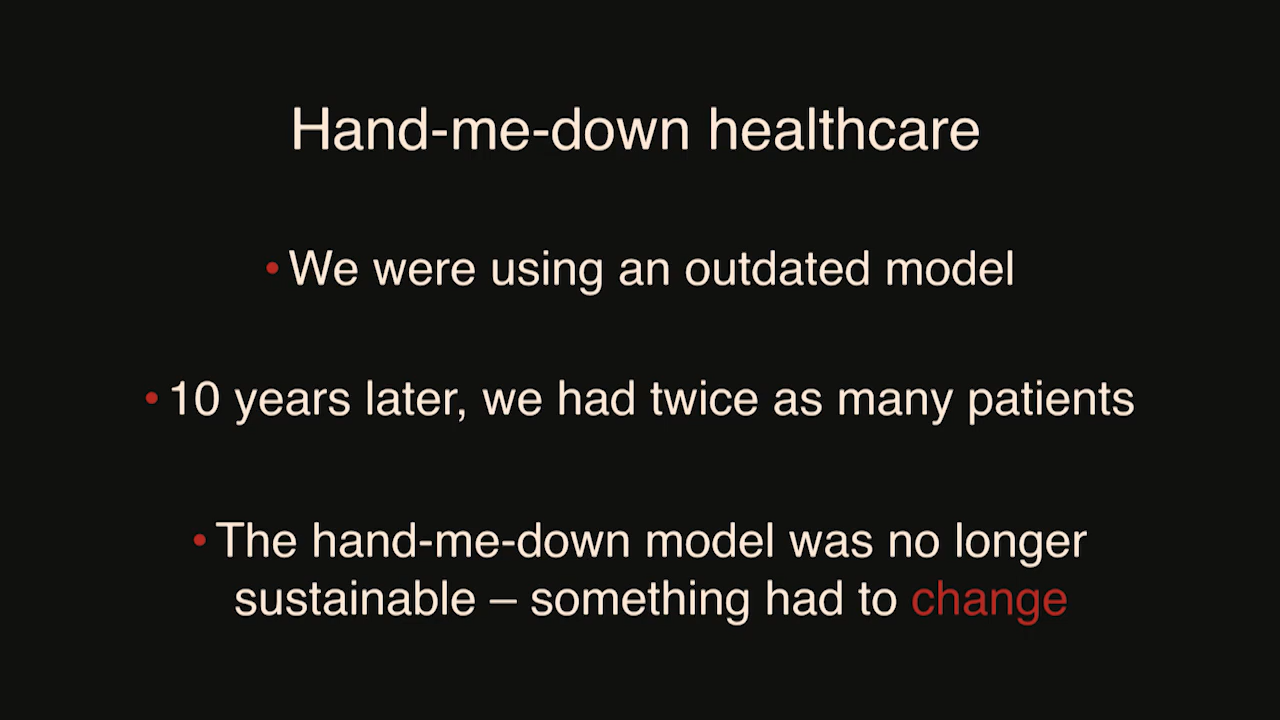 Hand-me-down healthcare
• We were using an outdated model
• 10 years later, we had twice as many patients
• The hand-me-down model was no longer
sustainable – something had to change